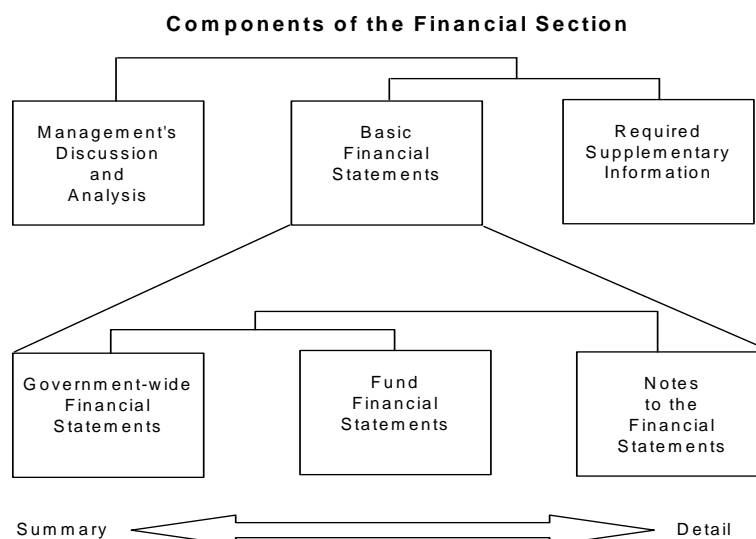 Components of the Financial Section
Management's
Discussion
and
Analysis
Basic
Financial
Statements
Required
Supplementary
Information
Government-wide
Financial
Statements
Fund
Financial
Statements
Notes
to the
Financial
Statements
Summary
Detail